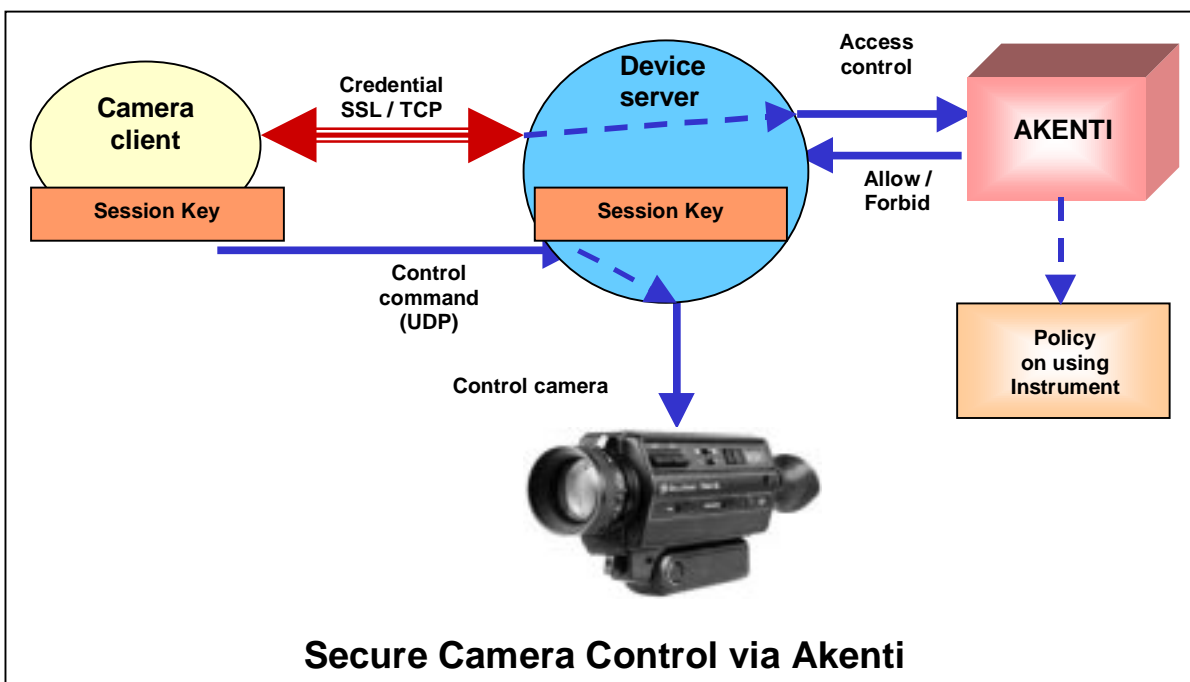 Camera
client
Credential
SSL / TCP
Device
server
Access
control
AKENTI
Allow /
Forbid
Session Key
Session Key
Control
command
(UDP)
Control camera
Policy
on using
Instrument
Secure Camera Control via Akenti